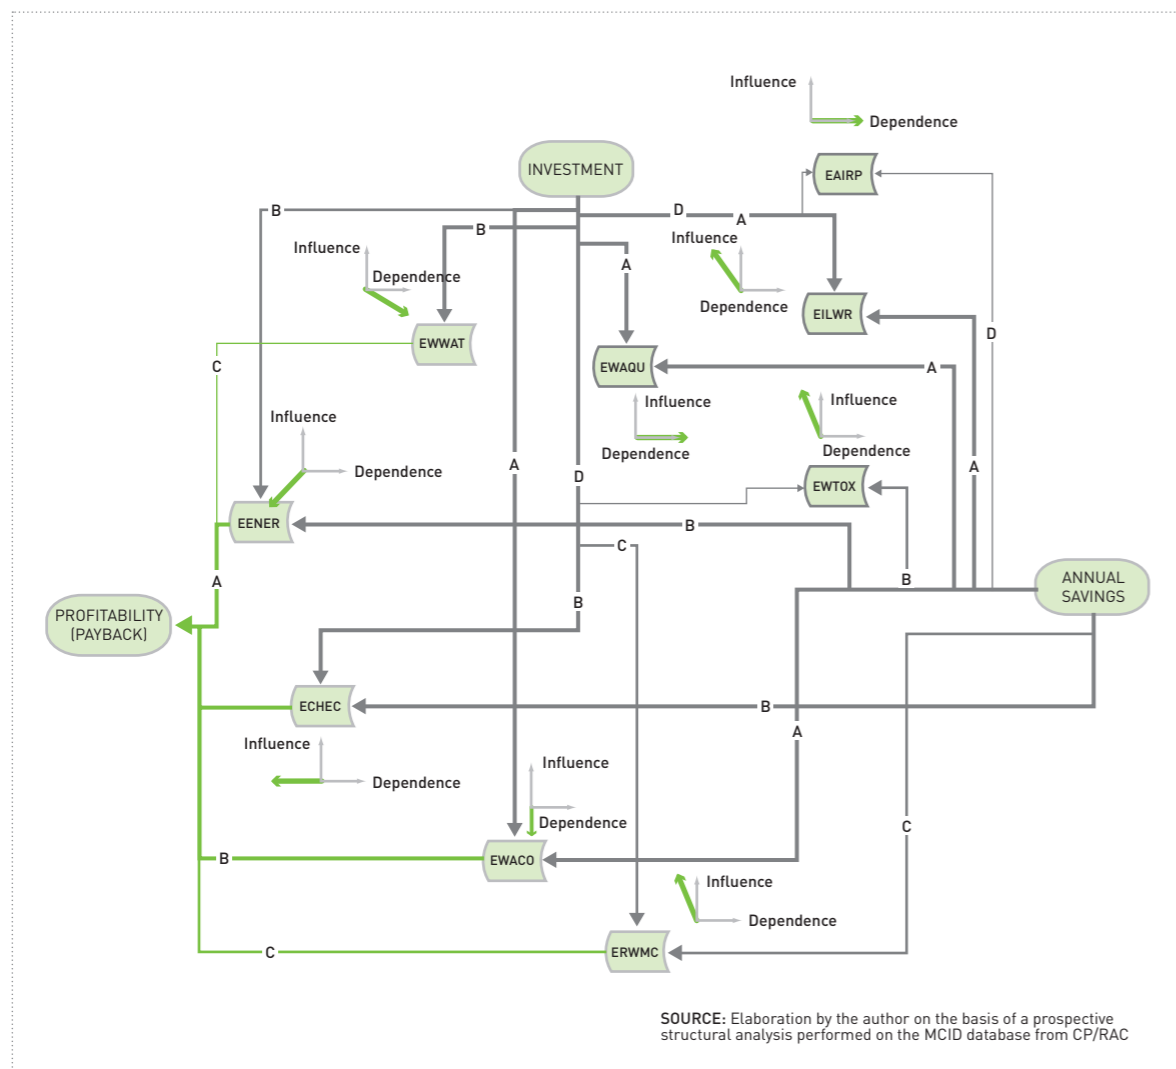 Influence
Dependence
INVESTMENT
EAIRP
B
D
A
B
Influence
Influence
A
Dependence
Dependence
EILWR
D
EWWAT
C
EWAQU
A
Influence
Influence
Influence
Dependence
Dependence
Dependence
A
A
D
EWTOX
EENER
B
C
A
B
B
ANNUAL
SAVINGS
PROFITABILITY
(PAYBACK)
ECHEC
B
A
Influence
Dependence
Influence
Dependence
C
B
EWACO
Influence
Dependence
C
ERWMC
SOURCE: Elaboration by the author on the basis of a prospective
structural analysis performed on the MCID database from CP/RAC